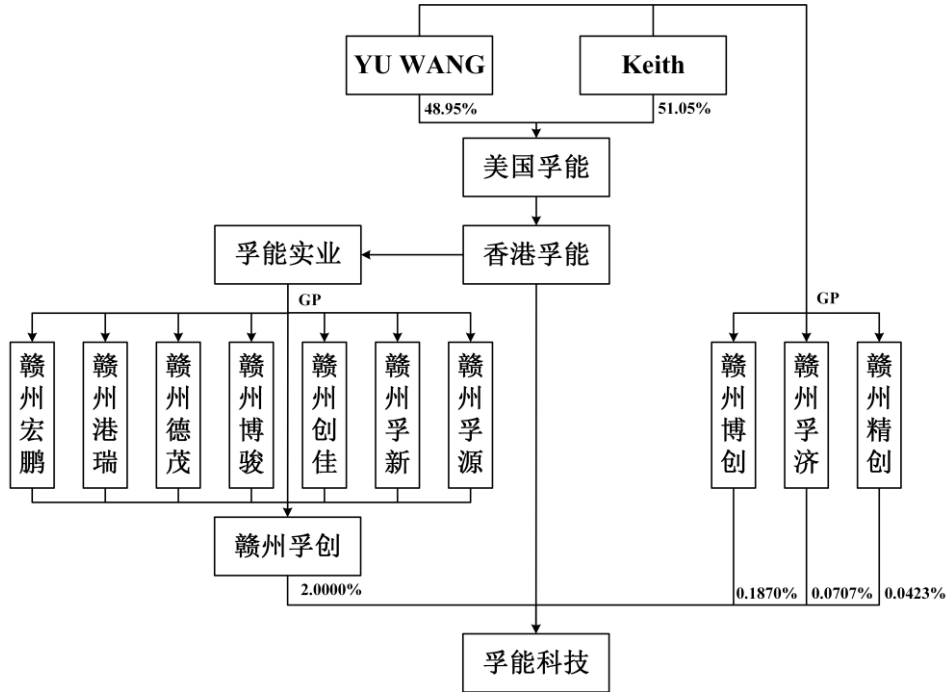 YU WANG
Keith
48.95%
51.05%
美国孚能
孚能实业
香港孚能
GP
GP
赣州宏鹏
赣州港瑞
赣州德茂
赣州博骏
赣州创佳
赣州孚新
赣州孚源
赣州博创
赣州孚济
赣州精创
赣州孚创
2.0000%
0.1870%
0.0707%
0.0423%
孚能科技